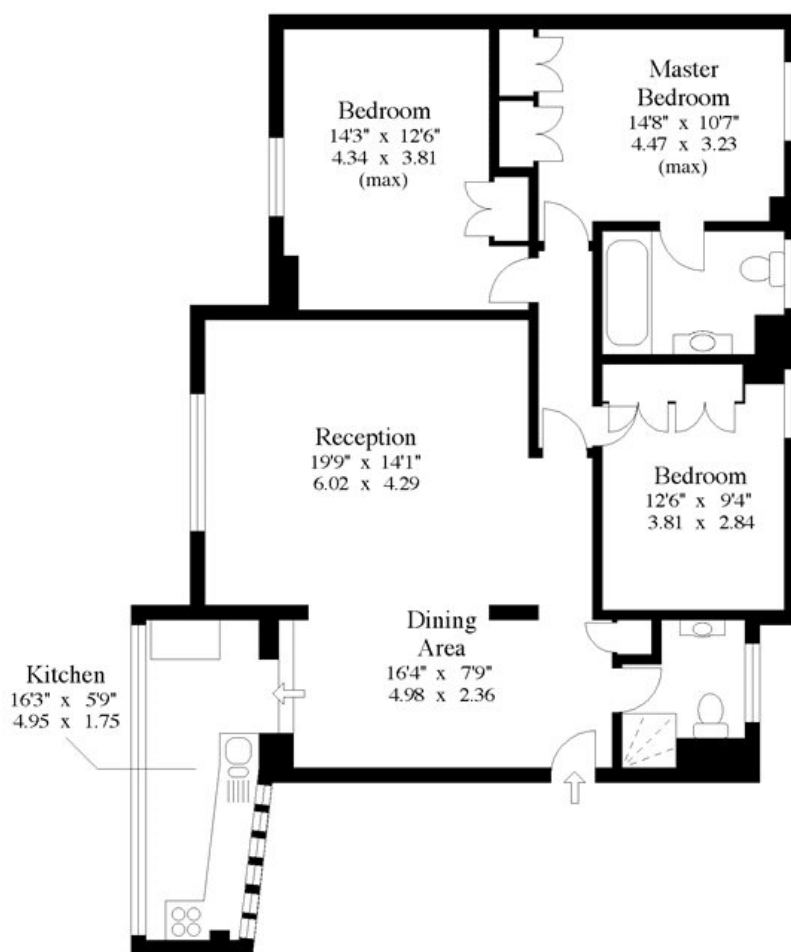 Bedroom
14'3" x 12'6"
4.34 x 3.81
(max)
Master
Bedroom
14'8" x 10'7"
4.47 x 3.23
(max)
Reception
19'9" x 14'1"
6.02 x 4.29
Bedroom
12'6" x 9'4"
3.81 x 2.84
Dining
Area
16'4" x 7'9"
4.98 x 2.36
Kitchen
16'3" x 5'9"
4.95 x 1.75